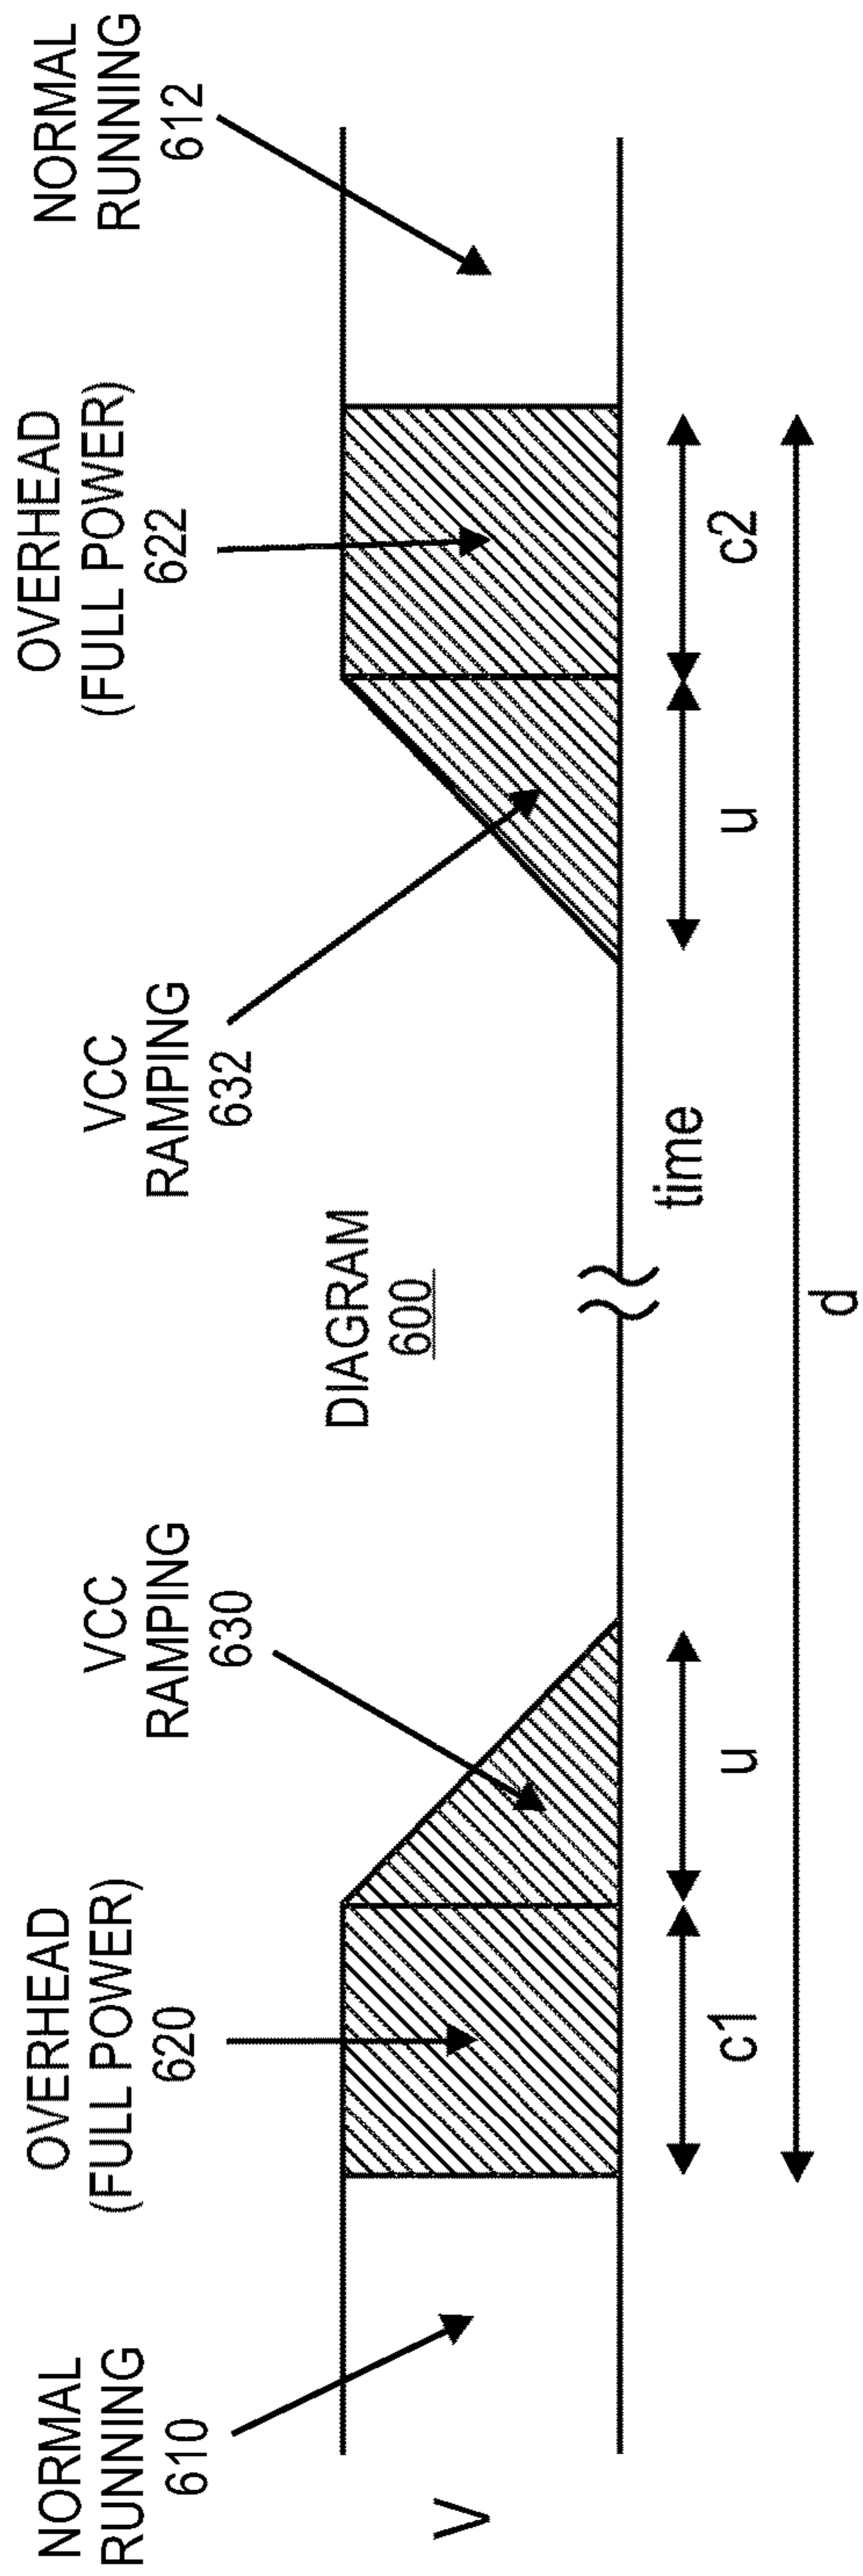 NORMAL
RUNNING
610
OVERHEAD
(FULL POWER)
620
VCC
RAMPING
630
DIAGRAM
600
VCC
RAMPING
632
OVERHEAD
(FULL POWER)
622
NORMAL
RUNNING
612
V
time
c1
u
u
c2
d